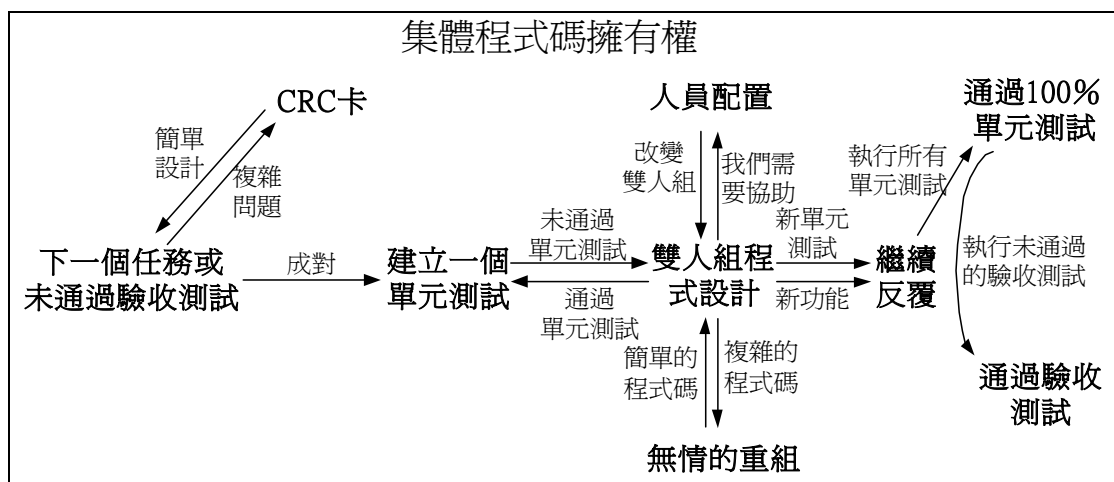 集體程式碼擁有權
CRC卡
簡單
設計
複雜
問題
下一個任務或
未通過驗收測試
成對
建立一個
單元測試
未通過
單元測試
通過
單元測試
人員配置
改變
雙人組
我們需
要協助
雙人組程
式設計
簡單的
程式碼
複雜的
程式碼
無情的重組
新單元
測試
新功能
繼續
反覆
執行所有
單元測試
通過100%
單元測試
執行未通過
的驗收測試
通過驗收
測試